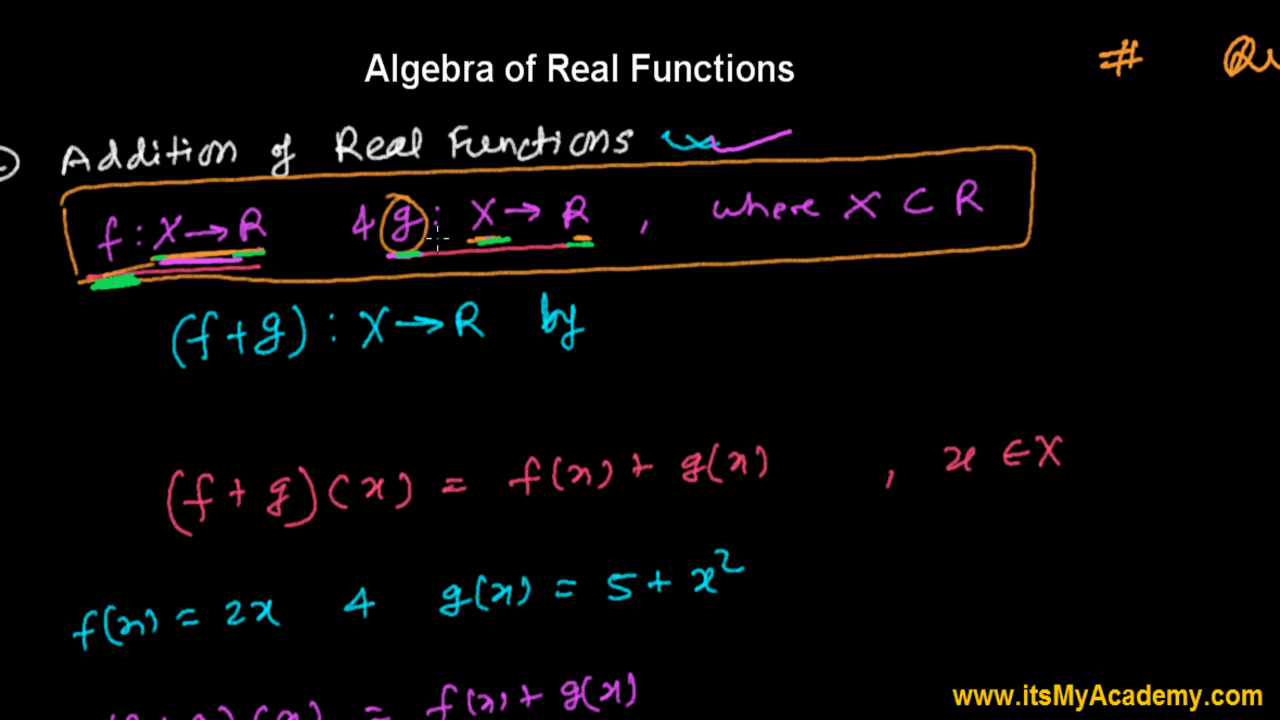 Algebra of Real Functions
#
Addition of Real Functions
f : X → R & g : X → R , where X ⊂ R
(f+g) : X → R by
(f + g)(x) = f(x) + g(x) , x ∈ X
f(x) = 2x & g(x) = 5 + x²
= f(x) + g(x)
www.itsMyAcademy.com